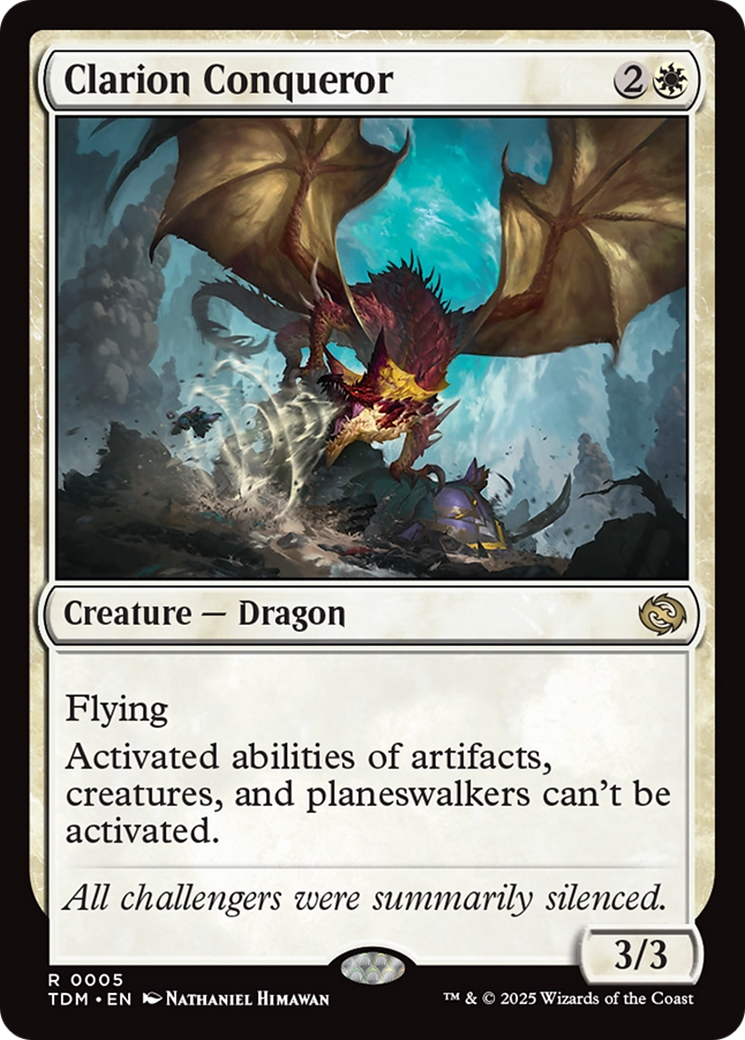 Clarion Conqueror 2
Creature — Dragon
Flying
Activated abilities of artifacts,
creatures, and planeswalkers can't be
activated.
All challengers were summarily silenced.
3/3
R 0005
TDM • EN Nathaniel Himawan ™ & © 2025 Wizards of the Coast